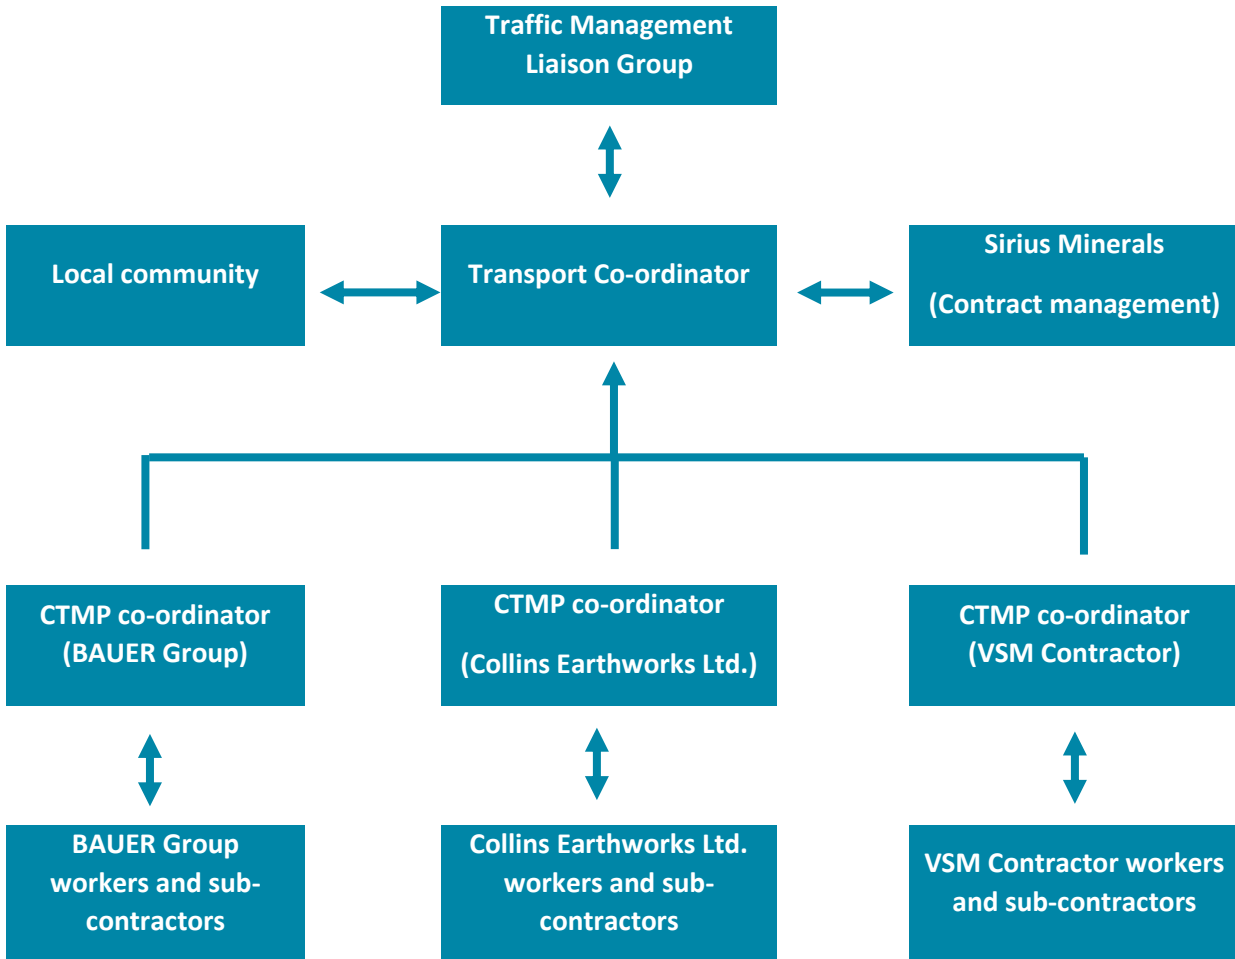 Traffic Management
Liaison Group
Local community
Transport Co-ordinator
Sirius Minerals
(Contract management)
CTMP co-ordinator
(BAUER Group)
CTMP co-ordinator
(Collins Earthworks Ltd.)
CTMP co-ordinator
(VSM Contractor)
BAUER Group
workers and sub-
contractors
Collins Earthworks Ltd.
workers and sub-
contractors
VSM Contractor workers
and sub-contractors